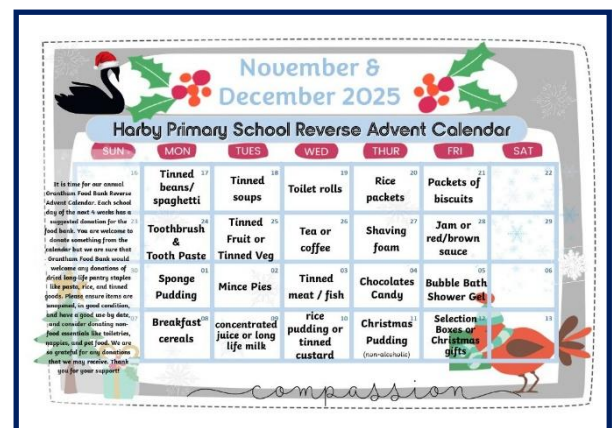 November &
December 2025
Harby Primary School Reverse Advent Calendar
SUN MON TUES WED THUR FRI SAT
16 17 18 19 20 21 22
Tinned beans/ spaghetti
Tinned soups
Toilet rolls
Rice packets
Packets of biscuits
23 24 25 26 27 28 29
Toothbrush & Tooth Paste
Tinned Fruit or Tinned Veg
Tea or coffee
Shaving foam
Jam or red/brown sauce
30 01 02 03 04 05 06
Sponge Pudding
Mince Pies
Tinned meat / fish
Chocolates Candy
Bubble Bath Shower Gel
07 08 09 10 11 12 13
Breakfast cereals
concentrated juice or long life milk
rice pudding or tinned custard
Christmas Pudding (non-alcoholic)
Selection Boxes or Christmas gifts
It is time for our annual
Grantham Food Bank Reverse
Advent Calendar. Each school
day of the next 4 weeks has a
suggested donation for the
food bank. You are welcome to
donate something from the
calendar but we are sure that
Grantham Food Bank would
welcome any donations of
dried long-life pantry staples
like pasta, rice, and tinned
goods. Please ensure items are
unopened, in good condition,
and have a good use-by date,
and consider donating non-
food essentials like toiletries,
nappies, and pet food. We are
so grateful for any donations
that we may receive. Thank
you for your support!
compassion